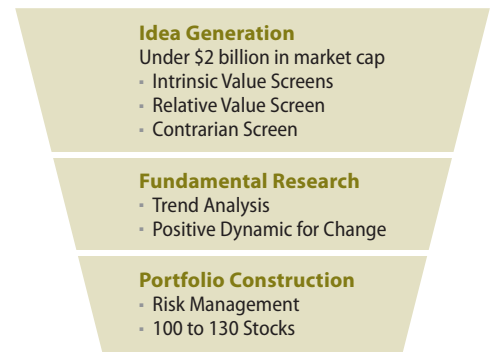 Idea Generation
Under $2 billion in market cap
▪ Intrinsic Value Screens
▪ Relative Value Screen
▪ Contrarian Screen
Fundamental Research
▪ Trend Analysis
▪ Positive Dynamic for Change
Portfolio Construction
▪ Risk Management
▪ 100 to 130 Stocks